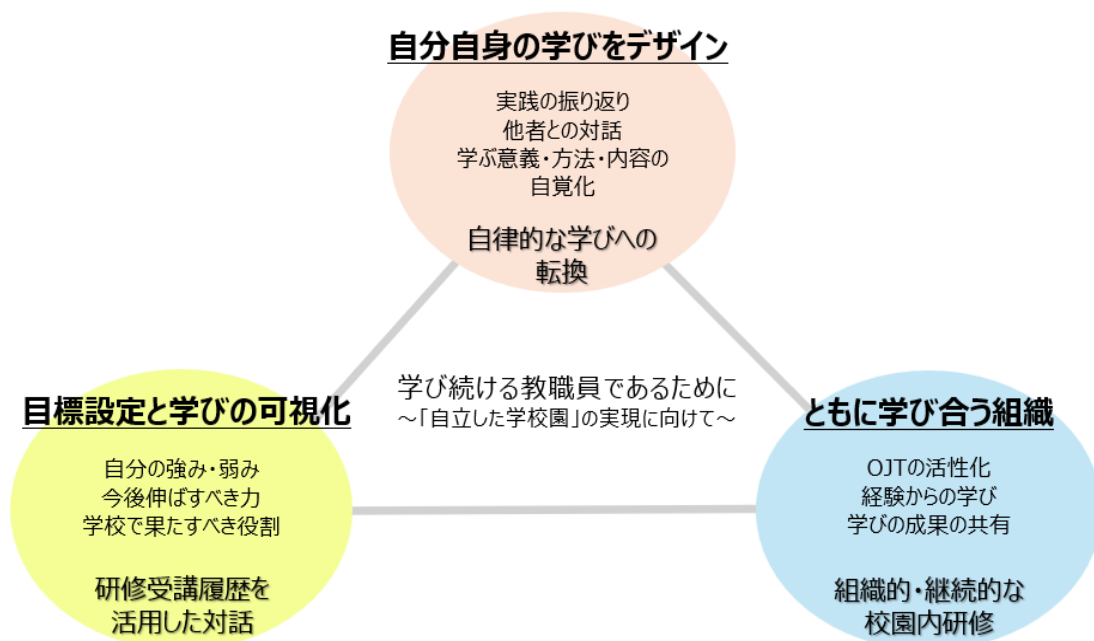 自分自身の学びをデザイン
実践の振り返り
他者との対話
学ぶ意義・方法・内容の
自覚化
自律的な学びへの
転換
学び続ける教職員であるために
～「自立した学校園」の実現に向けて～
目標設定と学びの可視化
自分の強み・弱み
今後伸ばすべき力
学校で果たすべき役割
研修受講履歴を
活用した対話
ともに学び合う組織
OJTの活性化
経験からの学び
学びの成果の共有
組織的・継続的な
校園内研修